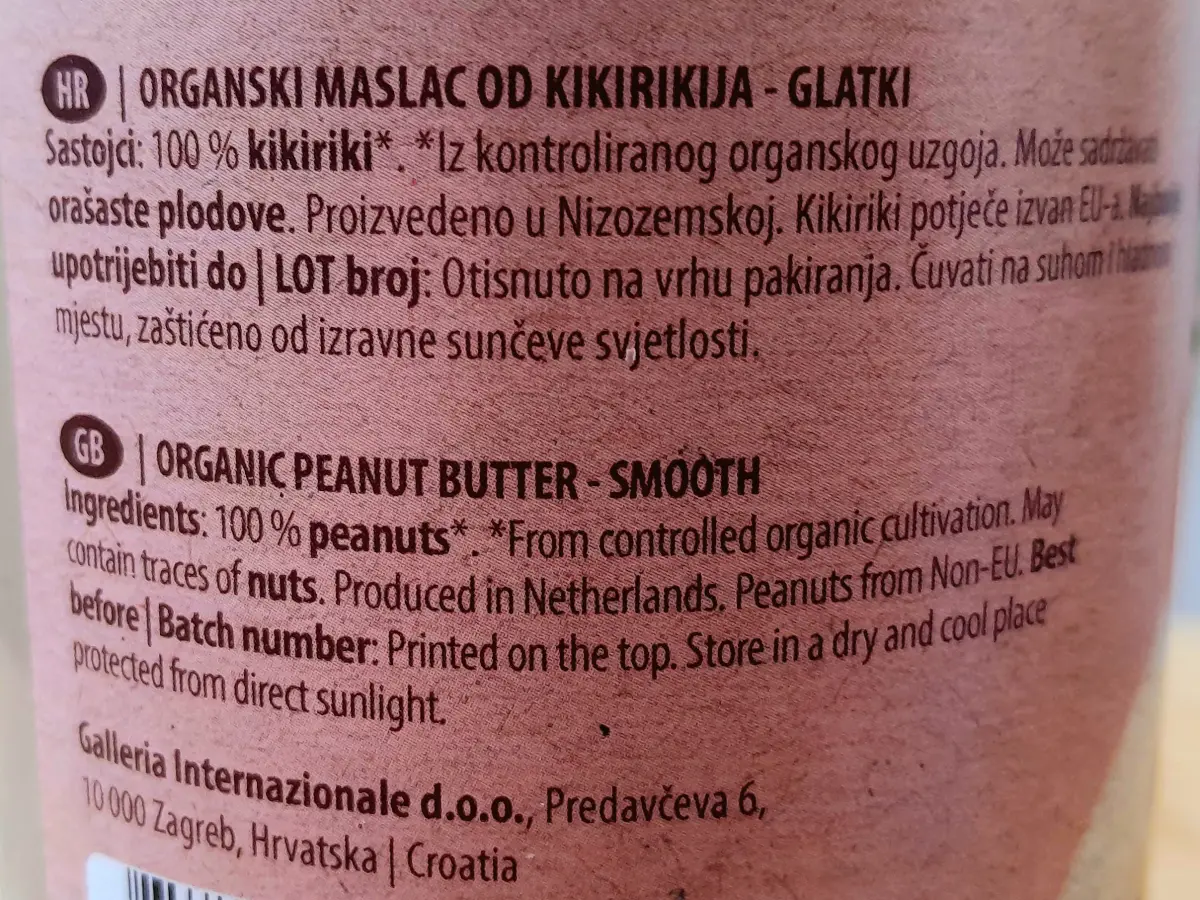 HR | ORGANSKI MASLAC OD KIKIRIKIJA - GLATKI
Sastojci: 100 % kikiriki*. *Iz kontroliranog organskog uzgoja. Može sadržavati
orašaste plodove. Proizvedeno u Nizozemskoj. Kikiriki potječe izvan EU-a. Najbolje
upotrijebiti do | LOT broj: Otisnuto na vrhu pakiranja. Čuvati na suhom i hladnom
mjestu, zaštićeno od izravne sunčeve svjetlosti.
GB | ORGANIC PEANUT BUTTER - SMOOTH
Ingredients: 100 % peanuts*. *From controlled organic cultivation. May
contain traces of nuts. Produced in Netherlands. Peanuts from Non-EU. Best
before | Batch number: Printed on the top. Store in a dry and cool place
protected from direct sunlight.
Galleria Internazionale d.o.o., Predavčeva 6,
10 000 Zagreb, Hrvatska | Croatia